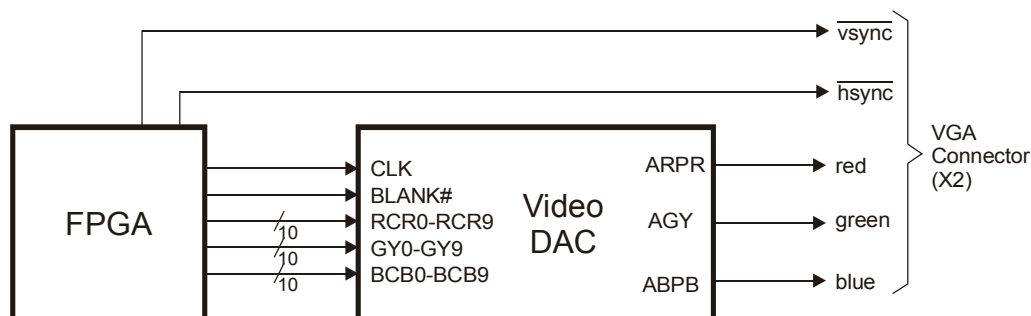 vsync
hsync
VGA
Connector
(X2)
FPGA
CLK
BLANK#
RCR0-RCR9
GY0-GY9
BCB0-BCB9
10
10
10
Video
DAC
ARPR
AGY
ABPB
red
green
blue